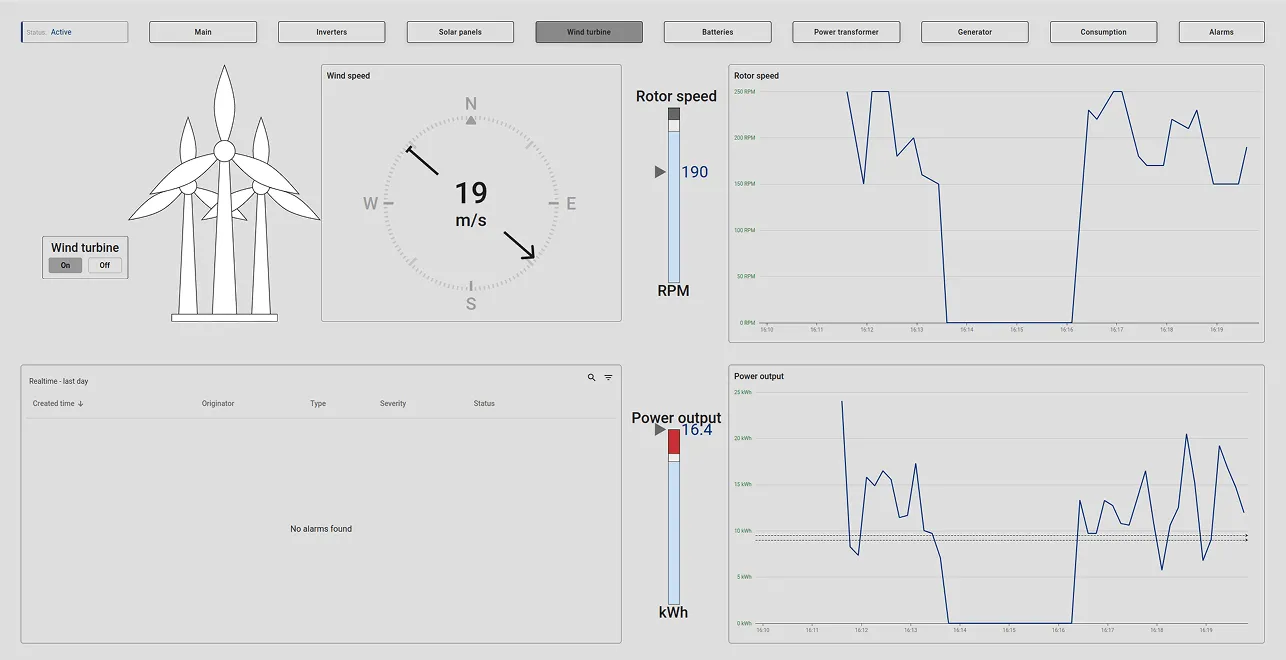 Status: Active
Main
Inverters
Solar panels
Wind turbine
Batteries
Power transformer
Generator
Consumption
Alarms
Wind turbine
On Off
Wind speed
N
W E
S
19
m/s
Rotor speed
190
RPM
Rotor speed
250 RPM
200 RPM
150 RPM
100 RPM
50 RPM
0 RPM
16:10 16:11 16:12 16:13 16:14 16:15 16:16 16:17 16:18 16:19
Realtime - last day
Created time Originator Type Severity Status
No alarms found
Power output
16.4
kWh
Power output
25 kWh
20 kWh
15 kWh
10 kWh
5 kWh
0 kWh
16:10 16:11 16:12 16:13 16:14 16:15 16:16 16:17 16:18 16:19